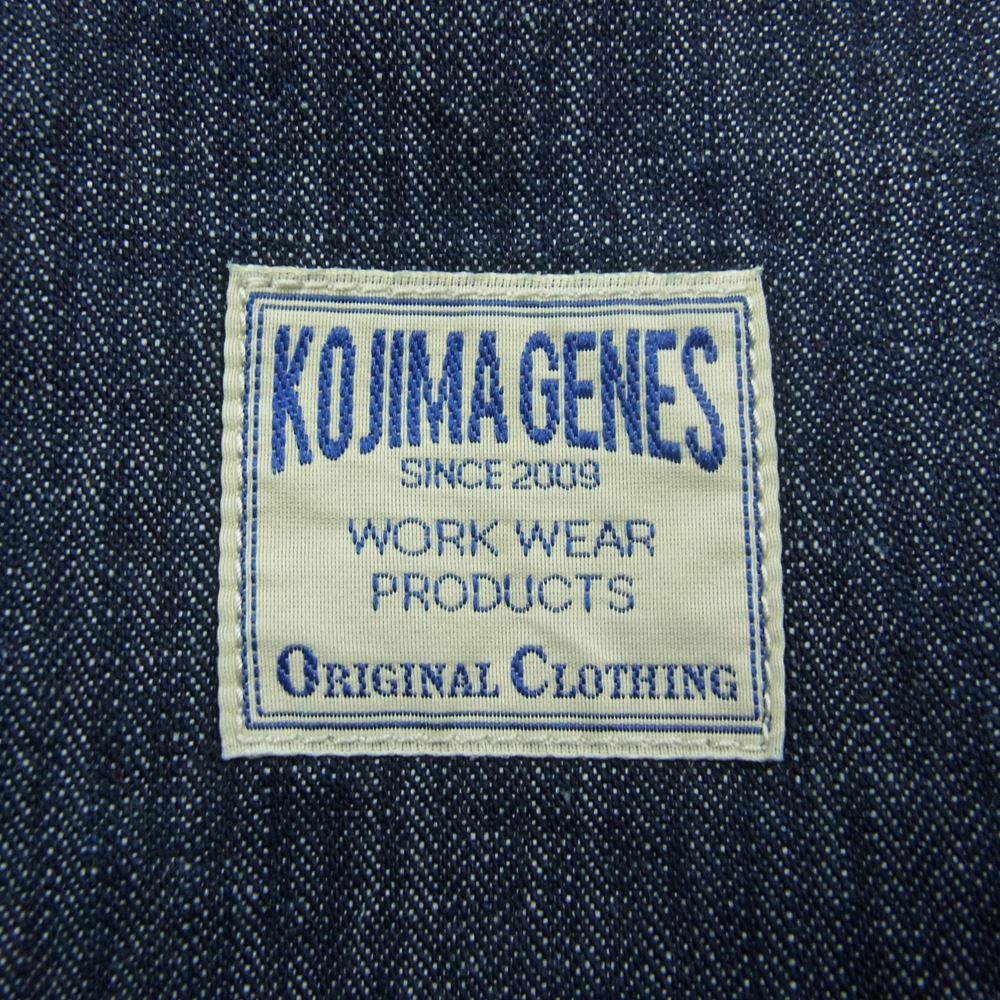 KOJIMA GENES
SINCE 2009
WORK WEAR
PRODUCTS
ORIGINAL CLOTHING